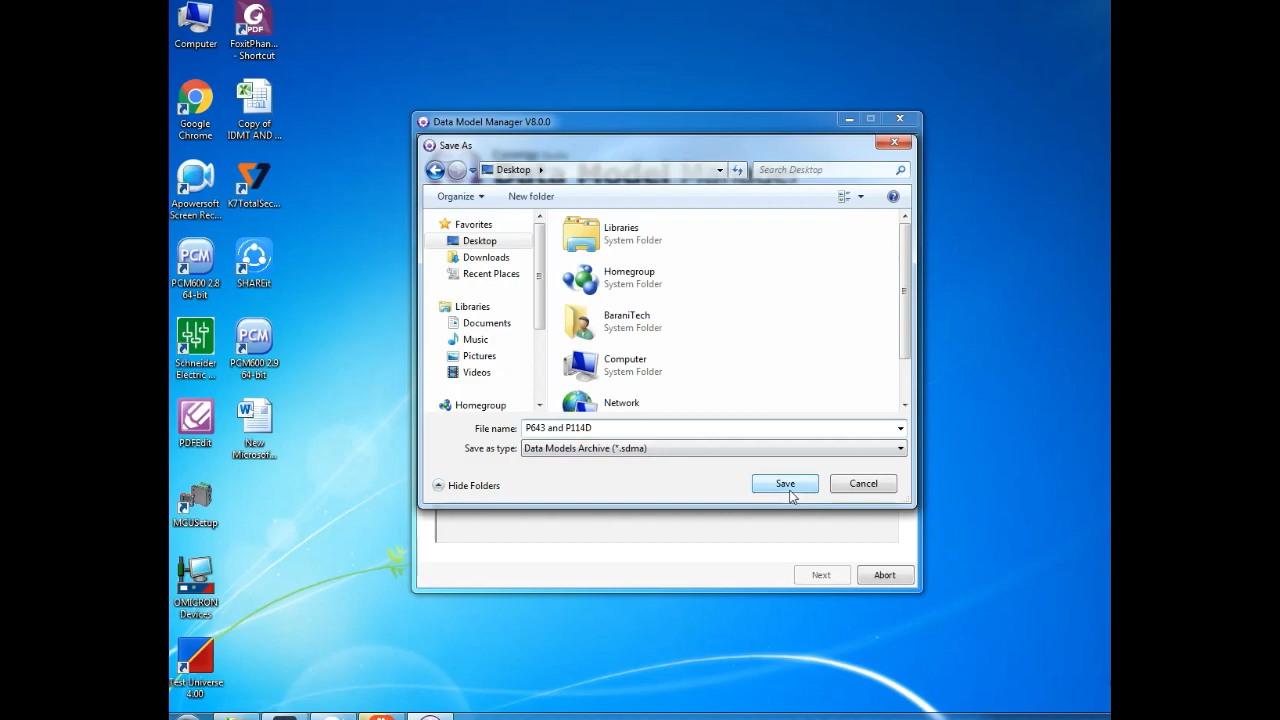 Computer
FoxitPhan...
- Shortcut
Google
Chrome
Copy of
IDMT AND ...
Apowersoft
Screen Rec...
K7TotalSec...
PCM600 2.8
64-bit
SHAREit
Schneider
Electric ...
PCM600 2.9
64-bit
PDFEdit
New
Microsof...
MCUSetup
OMICRON
Devices
Test Universe
4.00
Data Model Manager V8.0.0
Save As
Data Model Manager
Desktop
Search Desktop
Organize
New folder
Favorites
Desktop
Downloads
Recent Places
Libraries
Documents
Music
Pictures
Videos
Homegroup
Libraries
System Folder
Homegroup
System Folder
BaraniTech
System Folder
Computer
System Folder
Network
File name: P643 and P114D
Save as type: Data Models Archive (*.sdma)
Hide Folders
Save
Cancel
Next
Abort